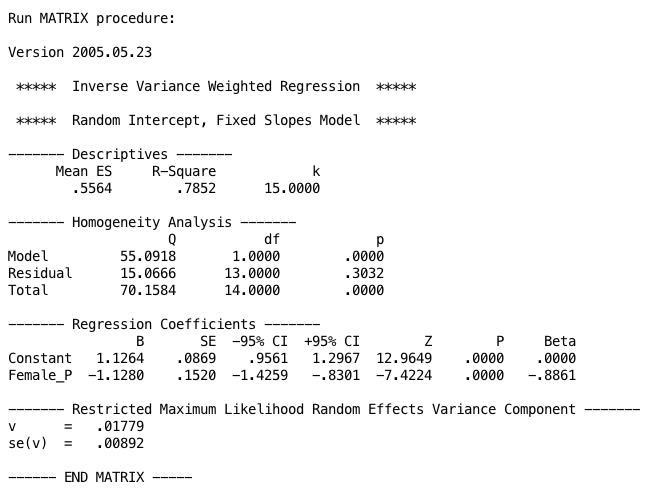 Run MATRIX procedure:
Version 2005.05.23
***** Inverse Variance Weighted Regression *****
***** Random Intercept, Fixed Slopes Model *****
------- Descriptives -------
Mean ES R-Square k
.5564 .7852 15.0000
------- Homogeneity Analysis -------
Q df p
Model 55.0918 1.0000 .0000
Residual 15.0666 13.0000 .3032
Total 70.1584 14.0000 .0000
------- Regression Coefficients -------
B SE -95% CI +95% CI Z P Beta
Constant 1.1264 .0869 .9561 1.2967 12.9649 .0000 .0000
Female_P -1.1280 .1520 -1.4259 -.8301 -7.4224 .0000 -.8861
------- Restricted Maximum Likelihood Random Effects Variance Component -------
v = .01779
se(v) = .00892
------ END MATRIX -----